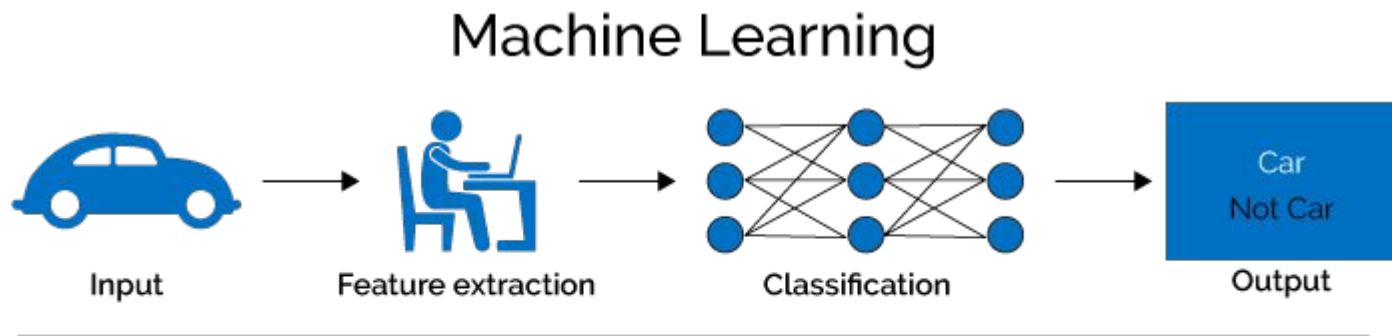 Machine Learning
Car
Not Car
Input
Feature extraction
Classification
Output